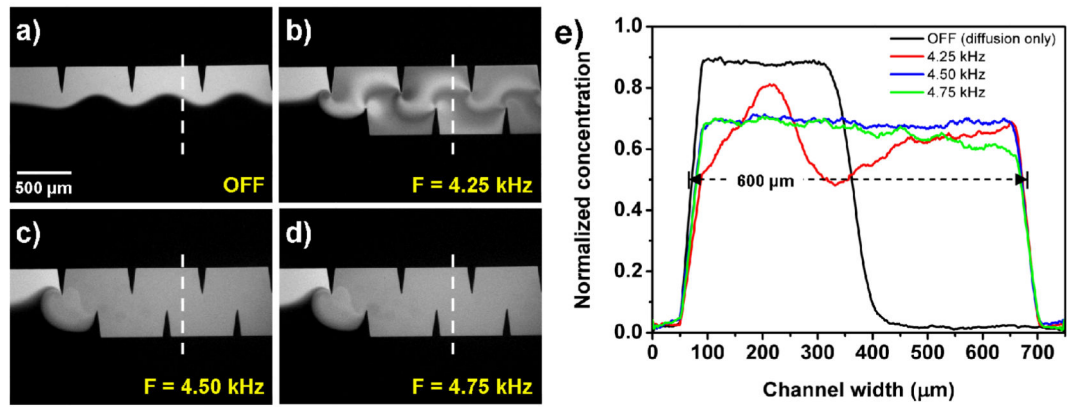 a)
500 µm
OFF
b)
F = 4.25 kHz
c)
F = 4.50 kHz
d)
F = 4.75 kHz
e)
OFF (diffusion only)
4.25 kHz
4.50 kHz
4.75 kHz
600 µm
Normalized concentration
1.0
0.8
0.6
0.4
0.2
0.0
0 100 200 300 400 500 600 700
Channel width (µm)